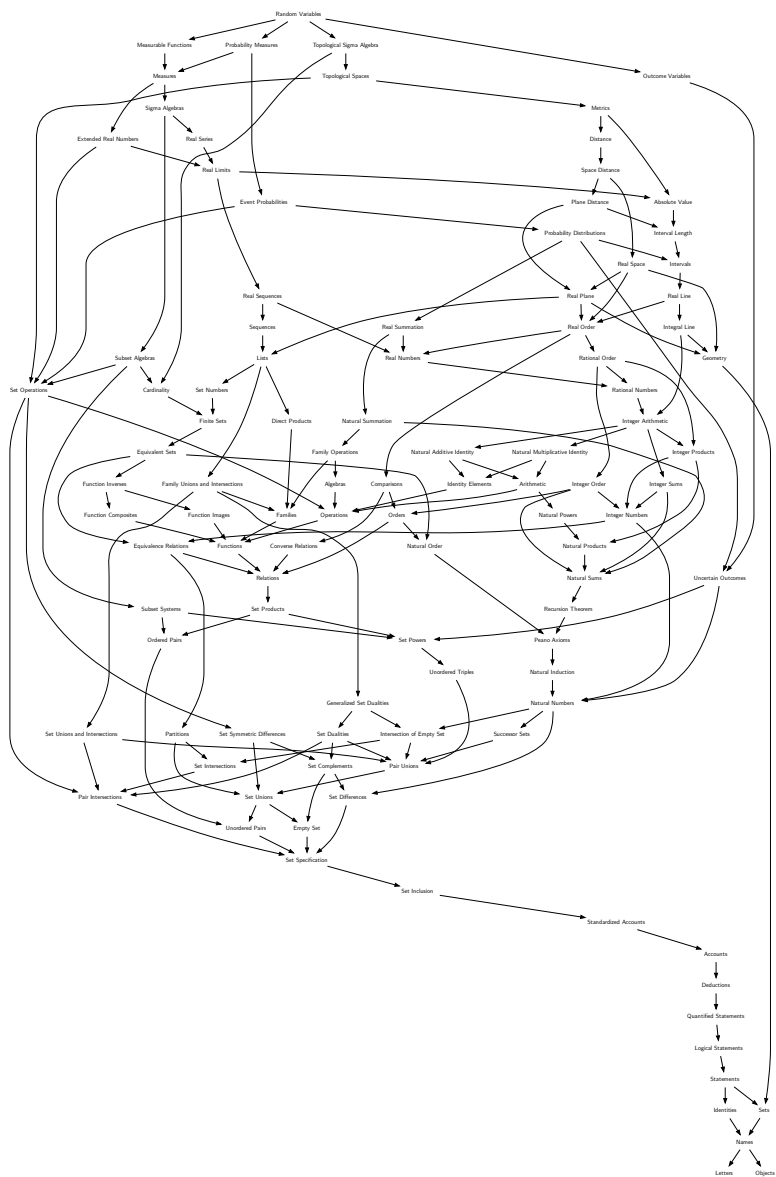 Random Variables
Measurable Functions
Probability Measures
Topological Sigma Algebra
Measures
Topological Spaces
Outcome Variables
Sigma Algebras
Metrics
Extended Real Numbers
Real Series
Distance
Real Limits
Space Distance
Event Probabilities
Plane Distance
Absolute Value
Probability Distributions
Interval Length
Real Space
Intervals
Real Sequences
Real Plane
Real Line
Sequences
Real Summation
Real Order
Integral Line
Subset Algebras
Lists
Real Numbers
Rational Order
Geometry
Set Operations
Cardinality
Set Numbers
Rational Numbers
Finite Sets
Direct Products
Natural Summation
Integer Arithmetic
Equivalent Sets
Family Operations
Natural Additive Identity
Natural Multiplicative Identity
Integer Products
Function Inverses
Family Unions and Intersections
Algebras
Comparisons
Identity Elements
Arithmetic
Integer Order
Integer Sums
Function Composites
Function Images
Families
Operations
Orders
Natural Powers
Integer Numbers
Equivalence Relations
Functions
Converse Relations
Natural Order
Natural Products
Relations
Natural Sums
Uncertain Outcomes
Subset Systems
Set Products
Recursion Theorem
Ordered Pairs
Set Powers
Peano Axioms
Unordered Triples
Natural Induction
Generalized Set Dualities
Natural Numbers
Set Unions and Intersections
Partitions
Set Symmetric Differences
Set Dualities
Intersection of Empty Set
Successor Sets
Set Intersections
Set Complements
Pair Unions
Pair Intersections
Set Unions
Set Differences
Unordered Pairs
Empty Set
Set Specification
Set Inclusion
Standardized Accounts
Accounts
Deductions
Quantified Statements
Logical Statements
Statements
Identities
Sets
Names
Letters
Objects